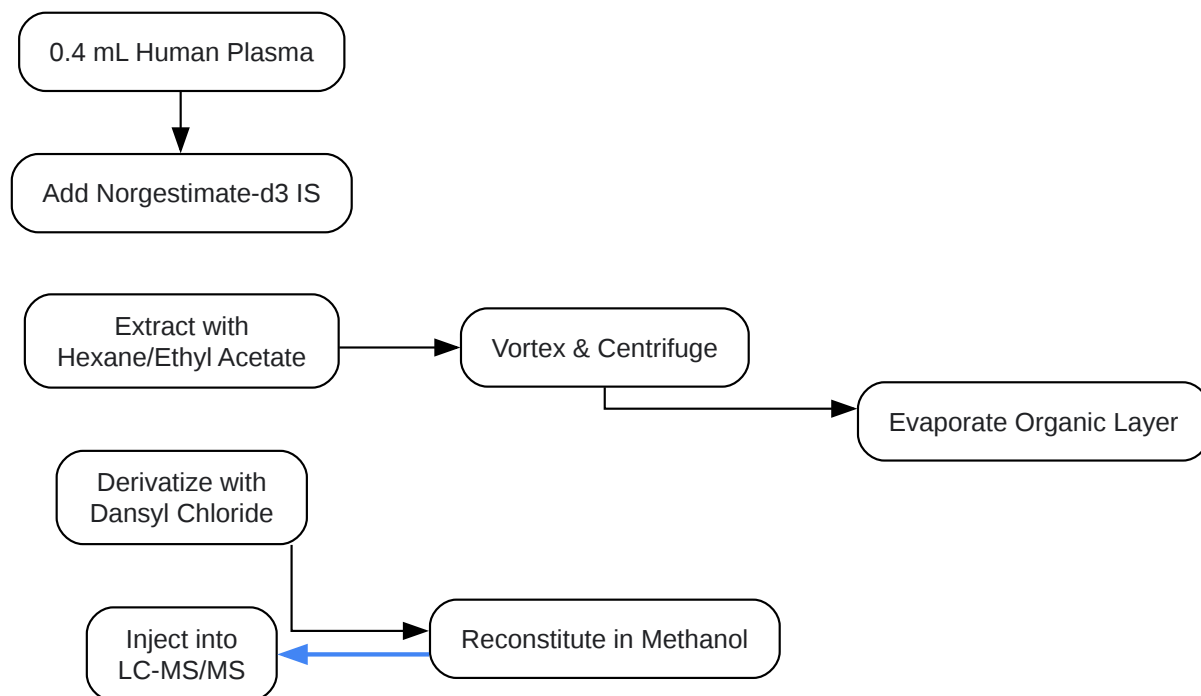 0.4 mL Human Plasma
Add Norgestimate-d3 IS
Extract with
Hexane/Ethyl Acetate
Vortex & Centrifuge
Evaporate Organic Layer
Derivatize with
Dansyl Chloride
Reconstitute in Methanol
Inject into
LC-MS/MS